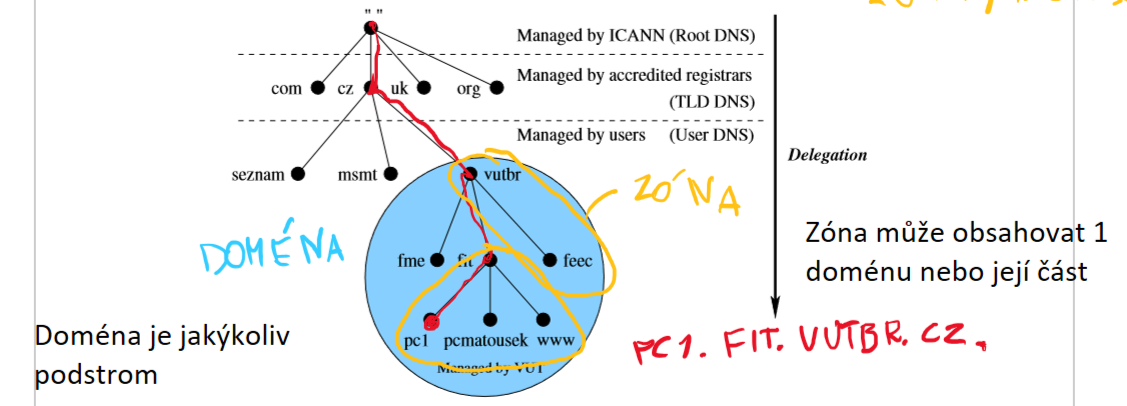 " "
Managed by ICANN (Root DNS)
com cz uk org
Managed by accredited registrars
(TLD DNS)
Managed by users (User DNS)
Delegation
seznam msmt vutbr
ZÓNA
DOMÉNA
Zóna může obsahovat 1
doménu nebo její část
fme fit feec
Doména je jakýkoliv
podstrom
pc1 pcmatousek www
Managed by VUT
PC1. FIT. VUTBR. CZ.